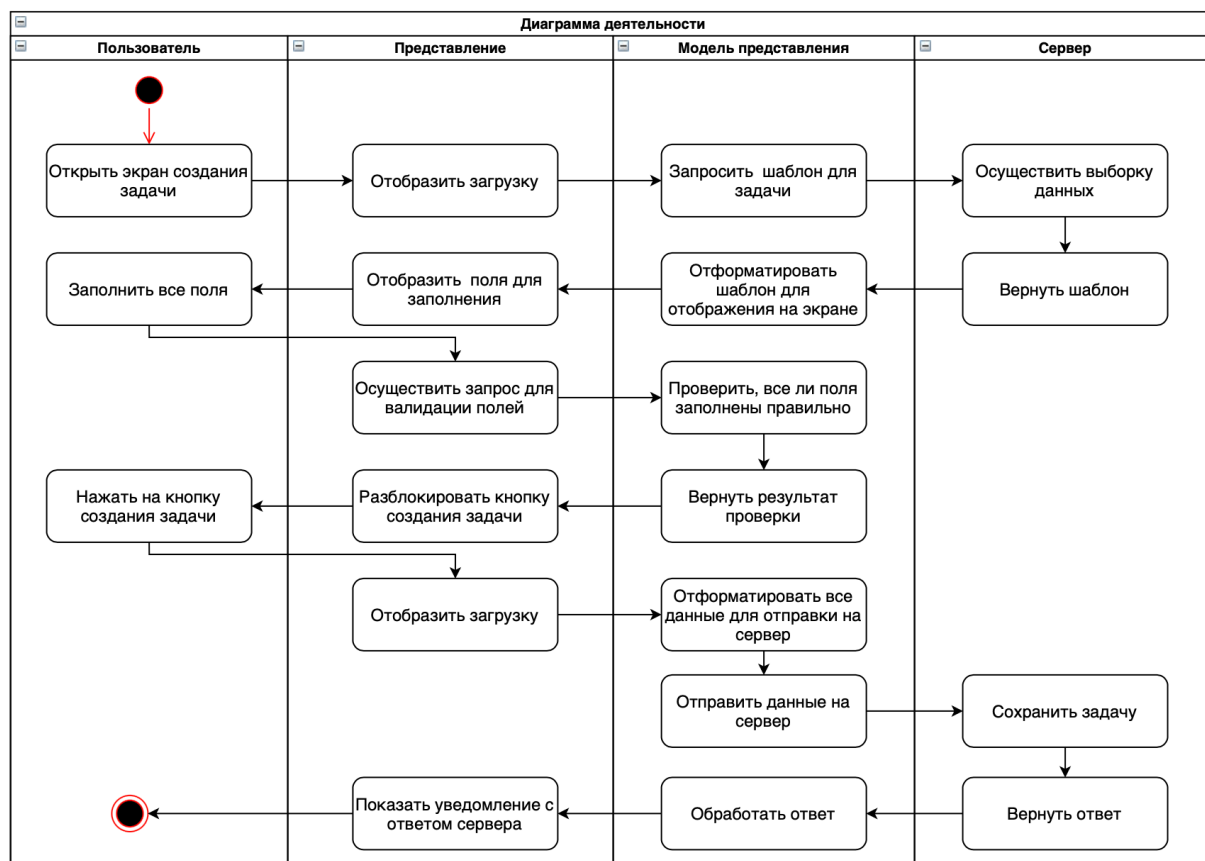 Диаграмма деятельности
Пользователь
Представление
Модель представления
Сервер
Открыть экран создания
задачи
Отобразить загрузку
Запросить шаблон для
задачи
Осуществить выборку
данных
Заполнить все поля
Отобразить поля для
заполнения
Отформатировать
шаблон для
отображения на экране
Вернуть шаблон
Осуществить запрос для
валидации полей
Проверить, все ли поля
заполнены правильно
Нажать на кнопку
создания задачи
Разблокировать кнопку
создания задачи
Вернуть результат
проверки
Отобразить загрузку
Отформатировать все
данные для отправки на
сервер
Отправить данные на
сервер
Сохранить задачу
Показать уведомление с
ответом сервера
Обработать ответ
Вернуть ответ